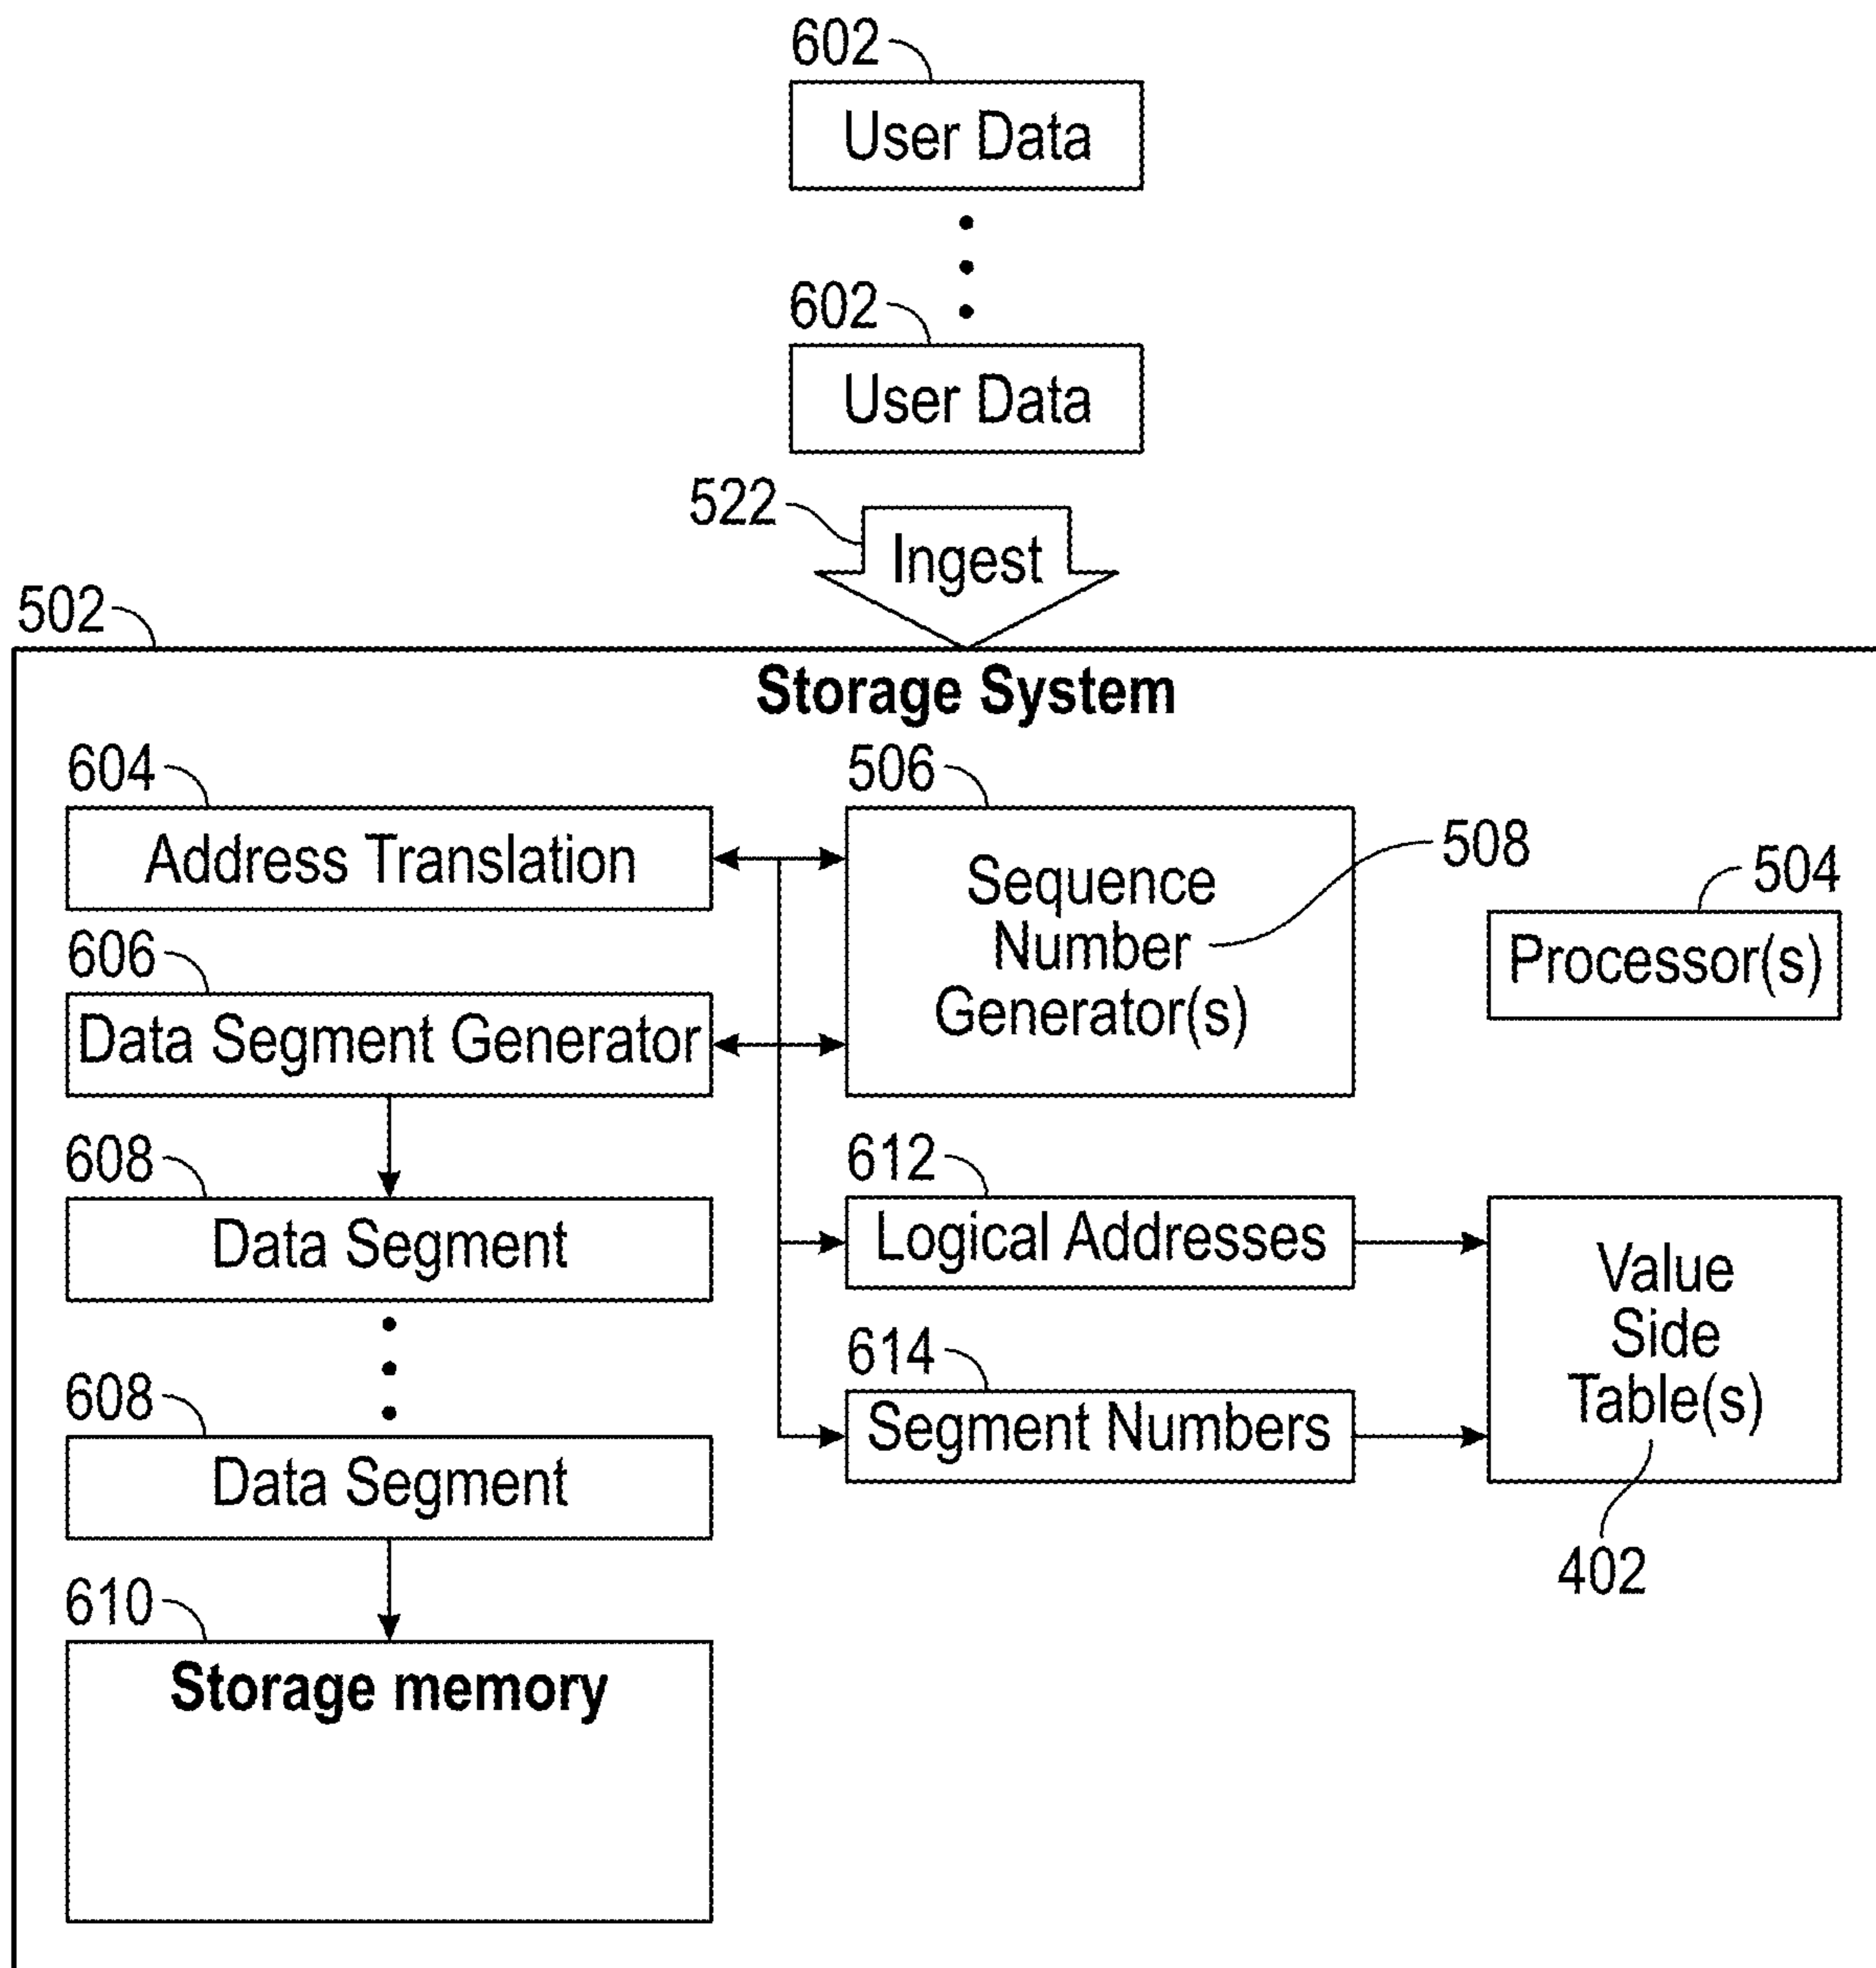 602
User Data
602
User Data
522
Ingest
502
Storage System
604
Address Translation
506
Sequence
Number
Generator(s)
508
504
Processor(s)
606
Data Segment Generator
608
Data Segment
612
Logical Addresses
Value
Side
Table(s)
402
614
Segment Numbers
608
Data Segment
610
Storage memory